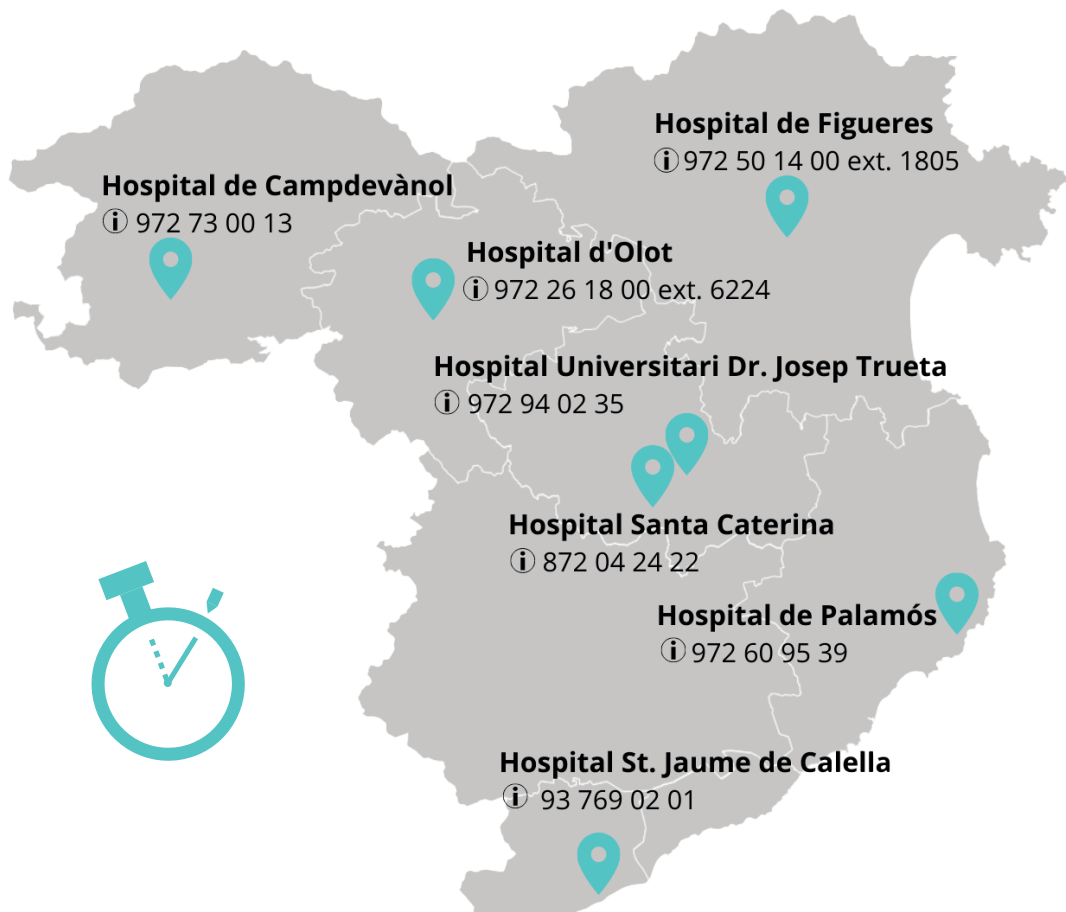 Hospital de Figueres
972 50 14 00 ext. 1805
Hospital de Campdevànol
972 73 00 13
Hospital d'Olot
972 26 18 00 ext. 6224
Hospital Universitari Dr. Josep Trueta
972 94 02 35
Hospital Santa Caterina
872 04 24 22
Hospital de Palamós
972 60 95 39
Hospital St. Jaume de Calella
93 769 02 01